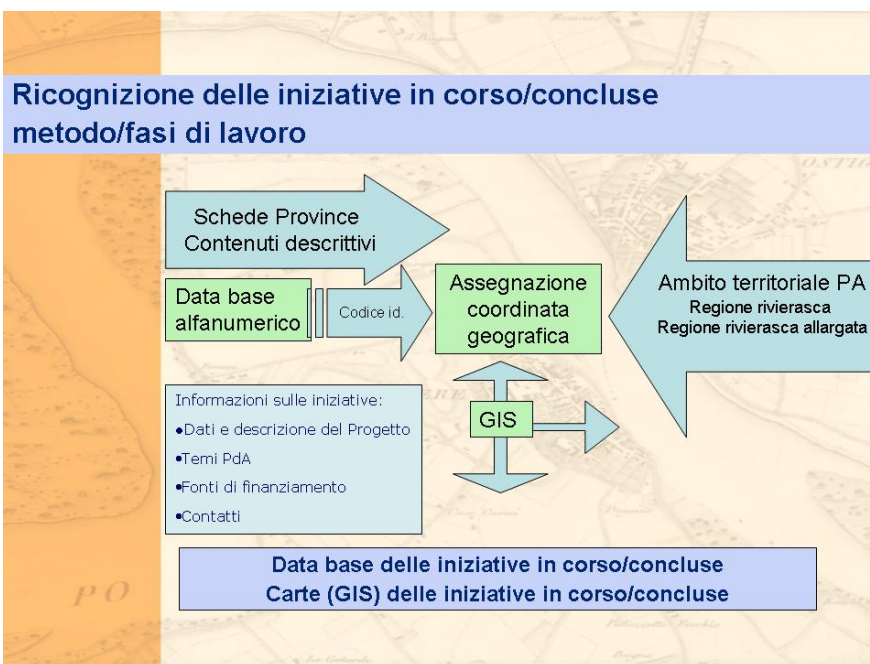 Ricognizione delle iniziative in corso/concluse
metodo/fasi di lavoro
OSTIG
Schede Province
Contenuti descrittivi
Data base
alfanumerico
Codice id.
Assegnazione
coordinata
geografica
Ambito territoriale PA
Regione rivierasca
Regione rivierasca allargata
GIS
Informazioni sulle iniziative:
•Dati e descrizione del Progetto
•Temi PdA
•Fonti di finanziamento
•Contatti
Data base delle iniziative in corso/concluse
Carte (GIS) delle iniziative in corso/concluse
PO